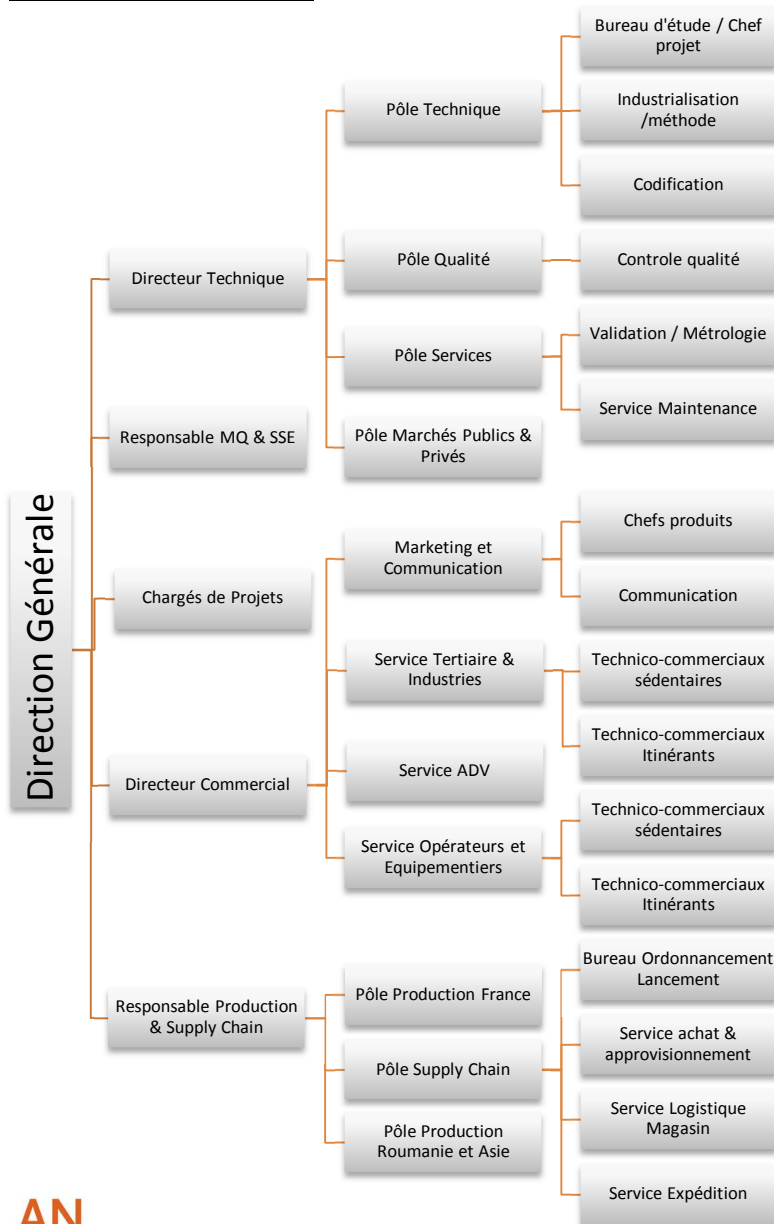 Direction Générale
Directeur Technique
Pôle Technique
Bureau d'étude / Chef
projet
Industrialisation
/méthode
Codification
Pôle Qualité
Controle qualité
Pôle Services
Validation / Métrologie
Service Maintenance
Pôle Marchés Publics &
Privés
Responsable MQ & SSE
Chargés de Projets
Directeur Commercial
Marketing et
Communication
Chefs produits
Communication
Service Tertiaire &
Industries
Technico-commerciaux
sédentaires
Technico-commerciaux
Itinérants
Service ADV
Service Opérateurs et
Equipementiers
Technico-commerciaux
sédentaires
Technico-commerciaux
Itinérants
Responsable Production
& Supply Chain
Pôle Production France
Pôle Supply Chain
Bureau Ordonnancement
Lancement
Service achat &
approvisionnement
Service Logistique
Magasin
Service Expédition
Pôle Production
Roumanie et Asie
AN